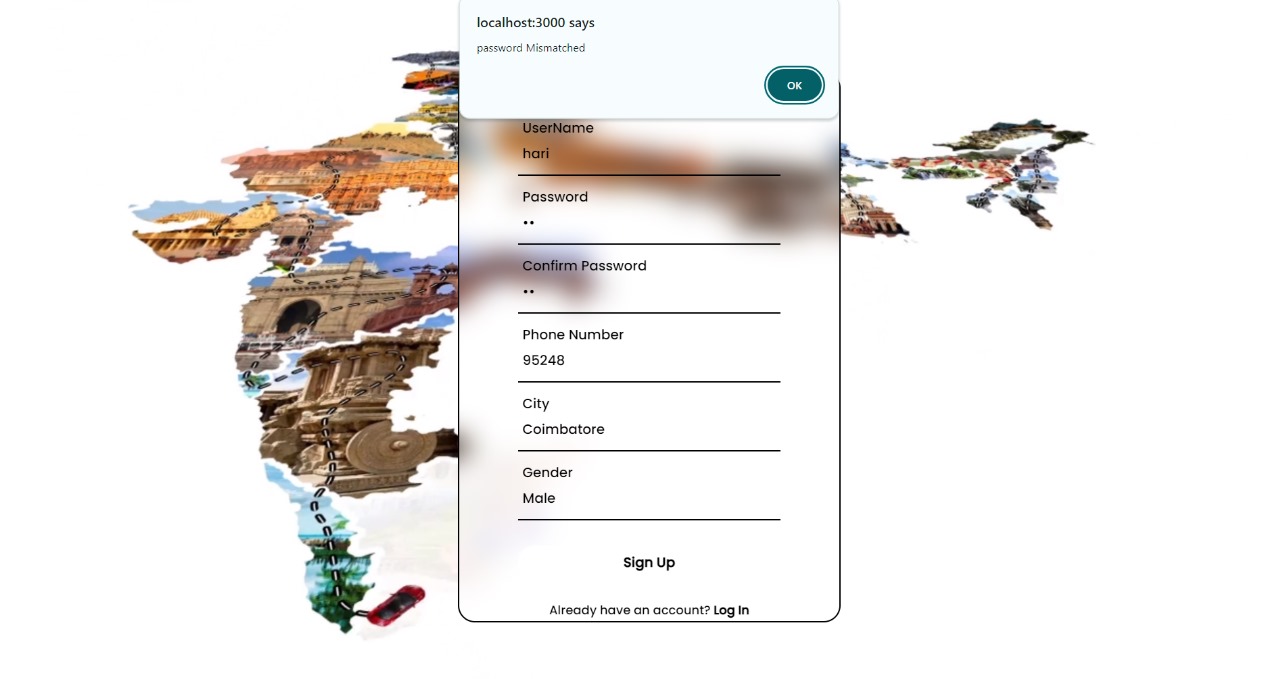 localhost:3000 says
password Mismatched
OK
UserName
hari
Password
••
Confirm Password
••
Phone Number
95248
City
Coimbatore
Gender
Male
Sign Up
Already have an account? Log In